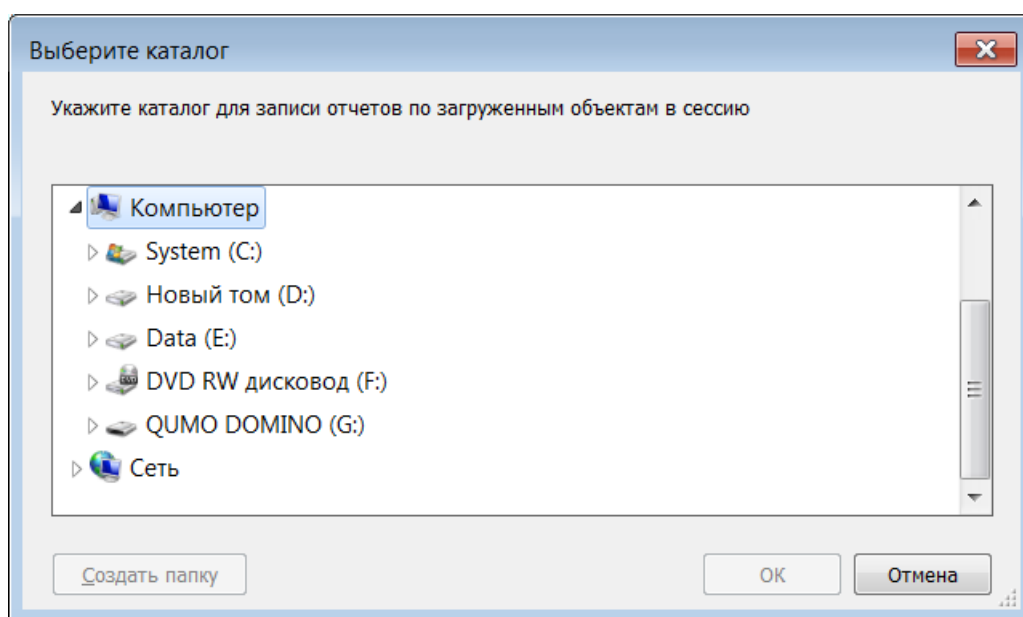 Выберите каталог
Укажите каталог для записи отчетов по загруженным объектам в сессию
Компьютер
System (C:)
Новый том (D:)
Data (E:)
DVD RW дисковод (F:)
QUMO DOMINO (G:)
Сеть
Создать папку
ОК
Отмена